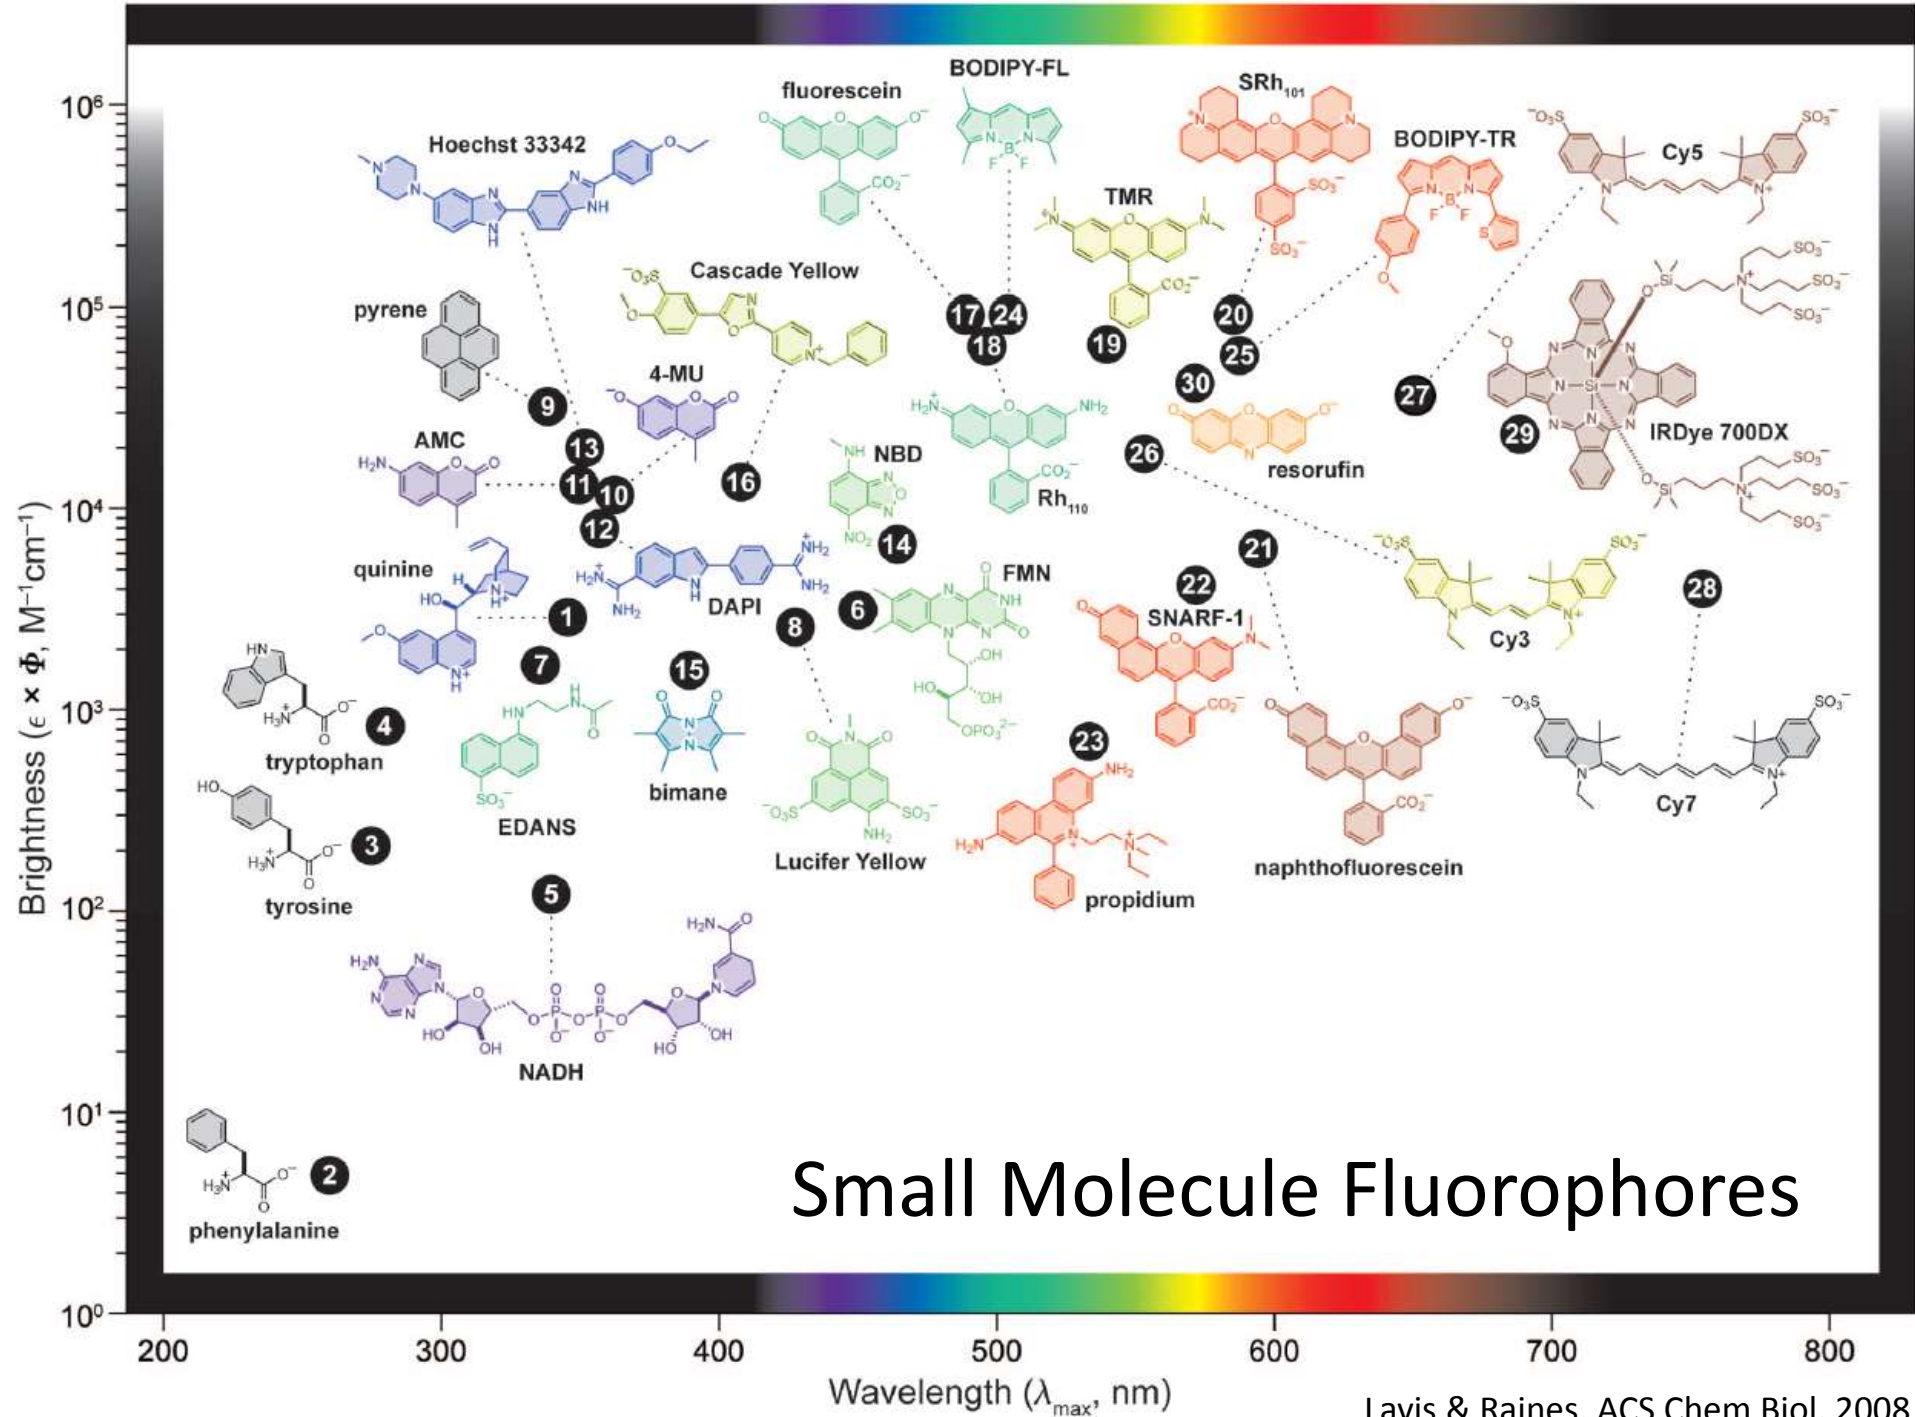 Brightness (ϵ × Φ, M⁻¹cm⁻¹)
10⁶
10⁵
10⁴
10³
10²
10¹
10⁰
BODIPY-FL
fluorescein
SRh₁₀₁
BODIPY-TR
Cy5
Hoechst 33342
TMR
Cascade Yellow
pyrene
4-MU
AMC
NBD
Rh₁₁₀
resorufin
IRDye 700DX
quinine
DAPI
FMN
SNARF-1
Cy3
tryptophan
EDANS
bimane
Lucifer Yellow
propidium
naphthofluorescein
Cy7
tyrosine
NADH
phenylalanine
17
24
18
19
20
25
30
27
29
9
13
11
10
12
16
14
26
21
22
28
1
7
15
8
6
4
3
23
5
2
Small Molecule Fluorophores
200
300
400
500
600
700
800
Wavelength (λmax, nm)
Lavis & Raines, ACS Chem Biol, 2008